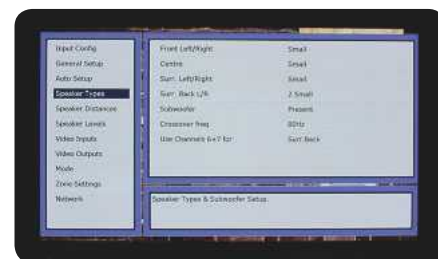 Input Config
General Setup
Auto Setup
Speaker Types
Speaker Distances
Speaker Levels
Video Inputs
Video Outputs
Mode
Zone Settings
Network
Front Left/Right Small
Centre Small
Surr. Left/Right Small
Surr. Back L/R 2 Small
Subwoofer Present
Crossover freq 80Hz
Use Channels 6+7 for Surr Back
Speaker Types & Subwoofer Setup.